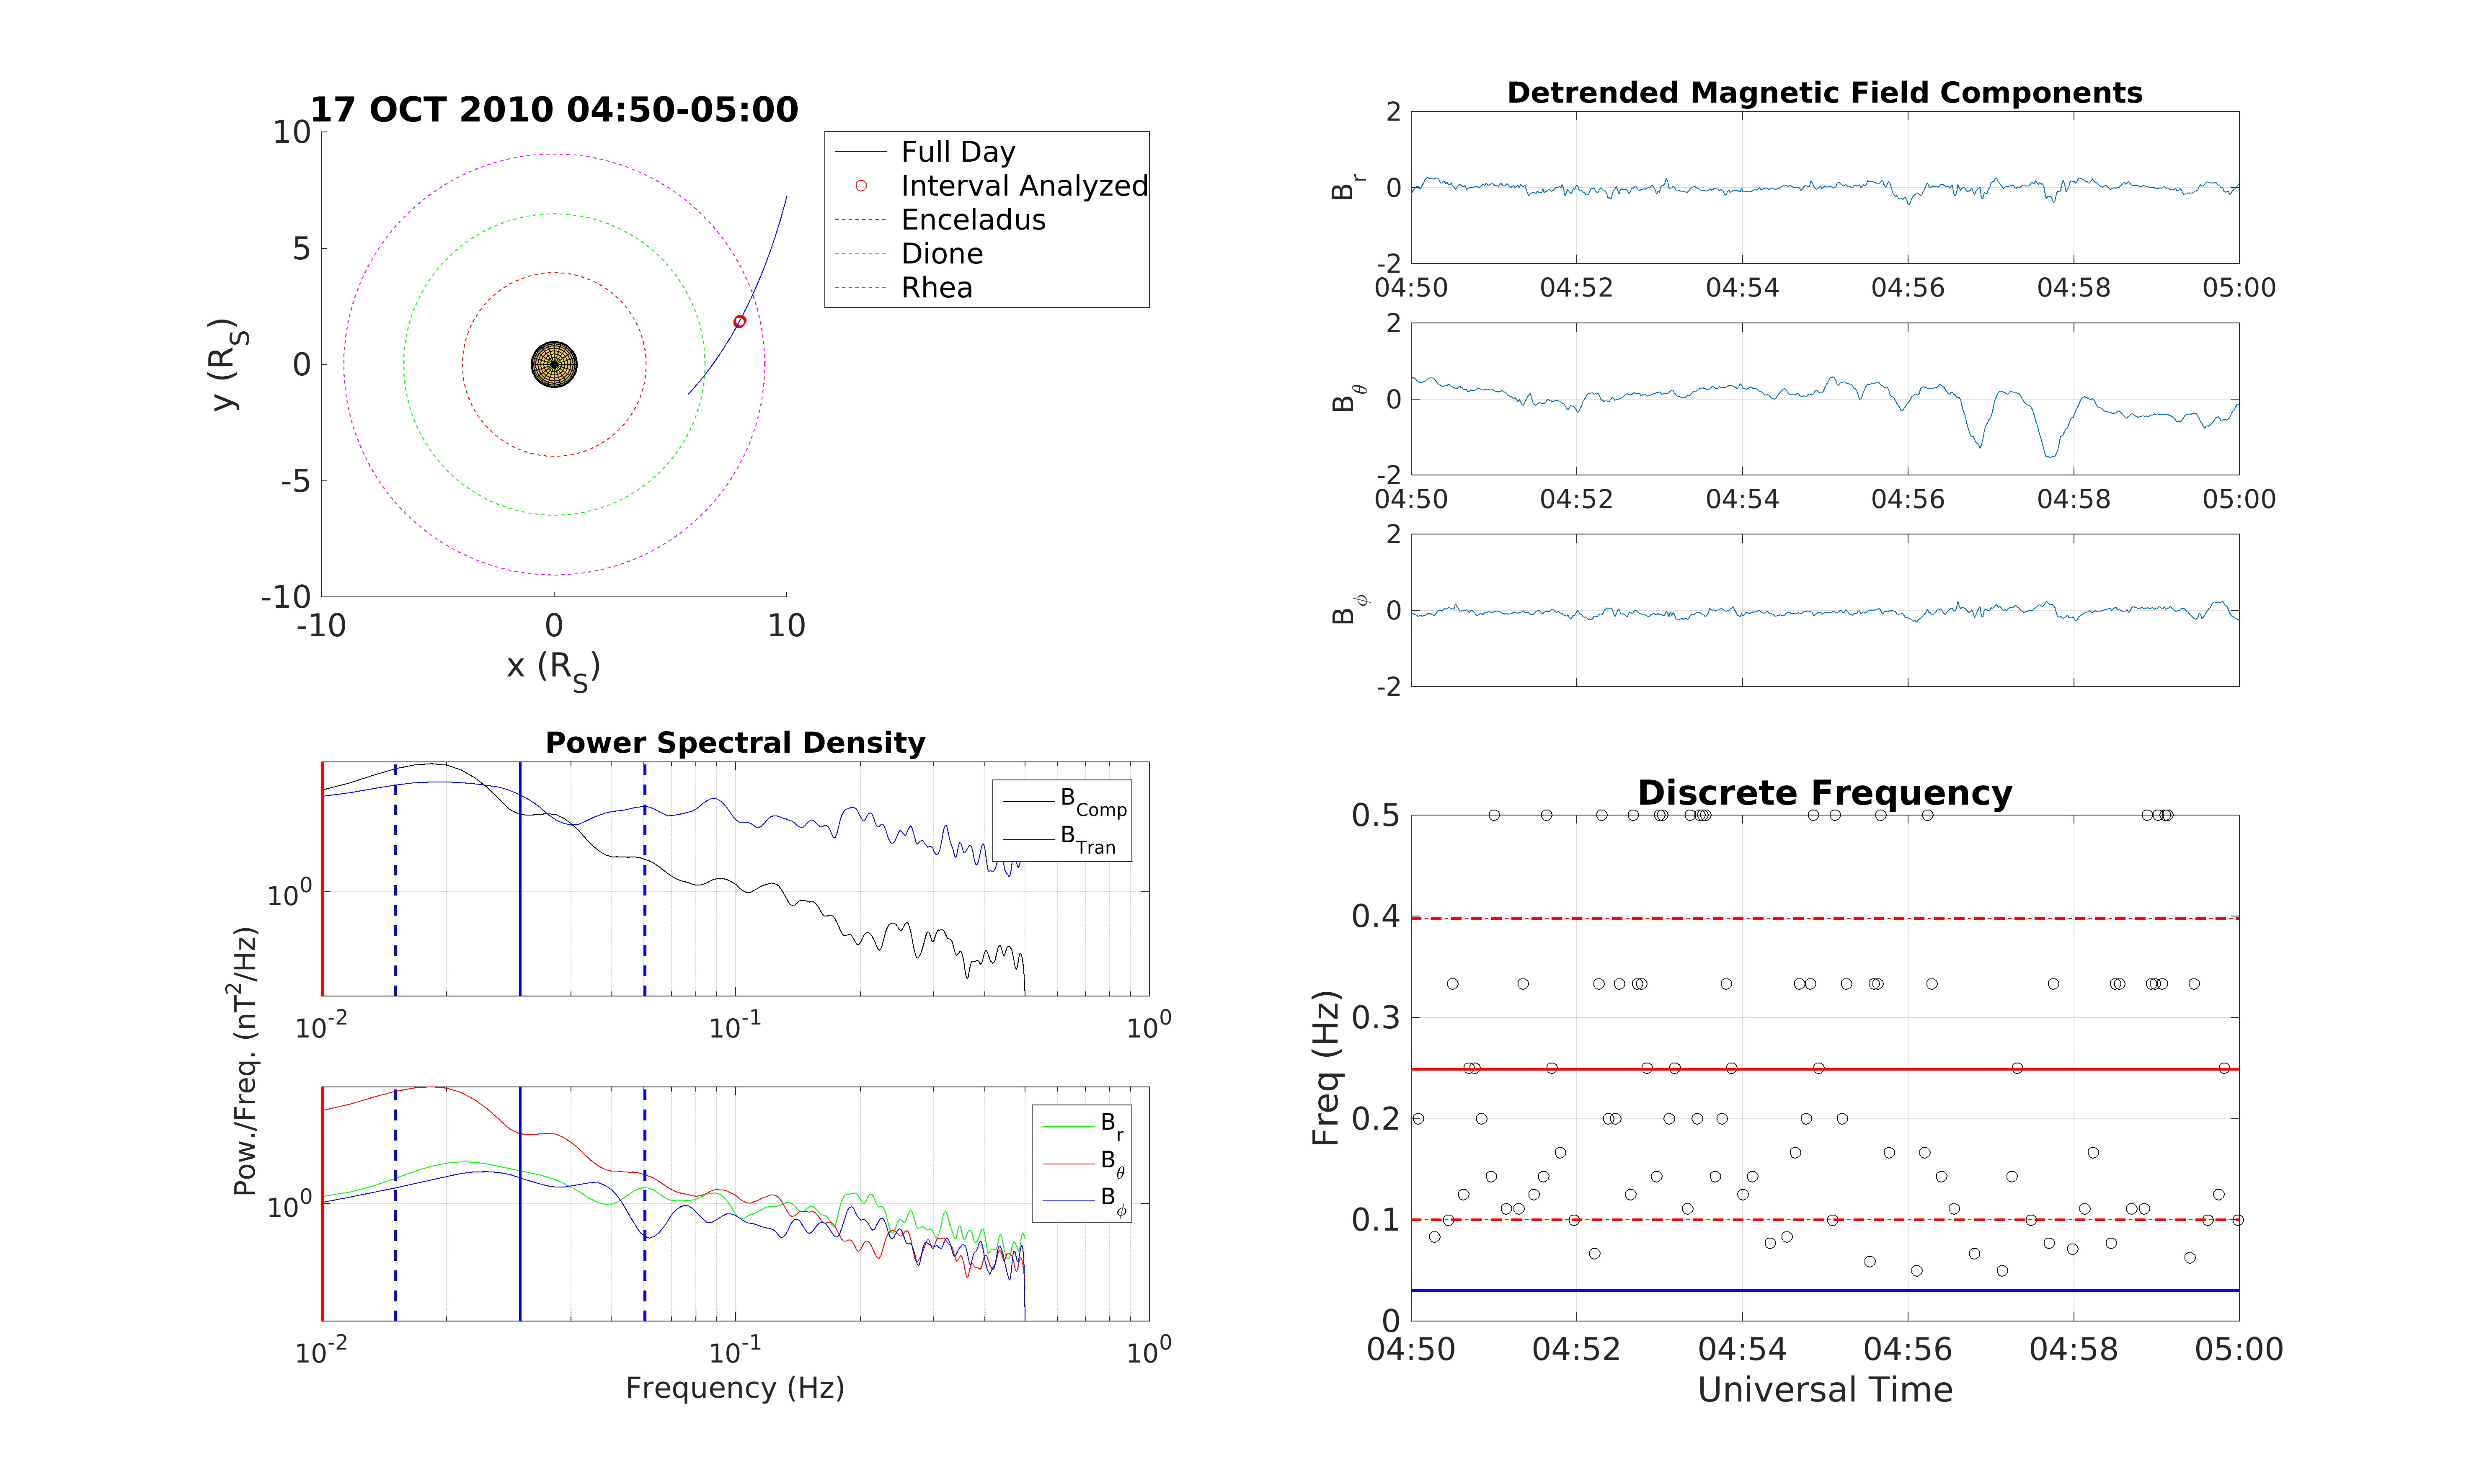 17 OCT 2010 04:50-05:00
10
5
0
-5
-10
-10 0 10
y (R_S)
x (R_S)
Full Day
Interval Analyzed
Enceladus
Dione
Rhea
Detrended Magnetic Field Components
2
0
-2
B_r
04:50 04:52 04:54 04:56 04:58 05:00
2
0
-2
B_θ
04:50 04:52 04:54 04:56 04:58 05:00
2
0
-2
B_ϕ
Power Spectral Density
10^0
B_Comp
B_Tran
10^-2 10^-1 10^0
Pow./Freq. (nT^2/Hz)
10^0
B_r
B_θ
B_ϕ
10^-2 10^-1 10^0
Frequency (Hz)
Discrete Frequency
0.5
0.4
0.3
0.2
0.1
0
Freq (Hz)
04:50 04:52 04:54 04:56 04:58 05:00
Universal Time